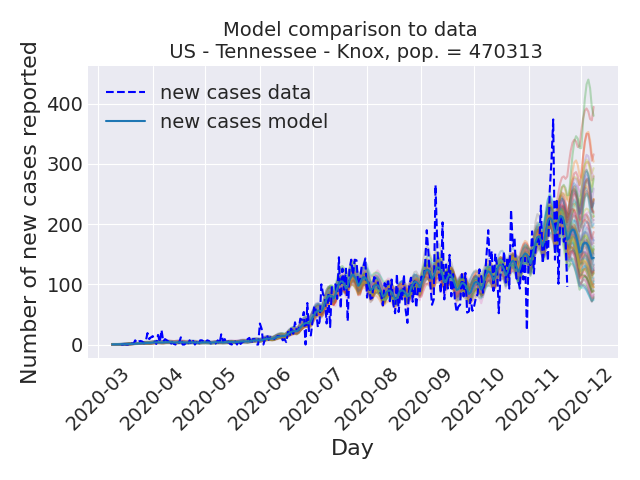 Model comparison to data
US - Tennessee - Knox, pop. = 470313
Number of new cases reported
400
300
200
100
0
new cases data
new cases model
2020-03
2020-04
2020-05
2020-06
2020-07
2020-08
2020-09
2020-10
2020-11
2020-12
Day